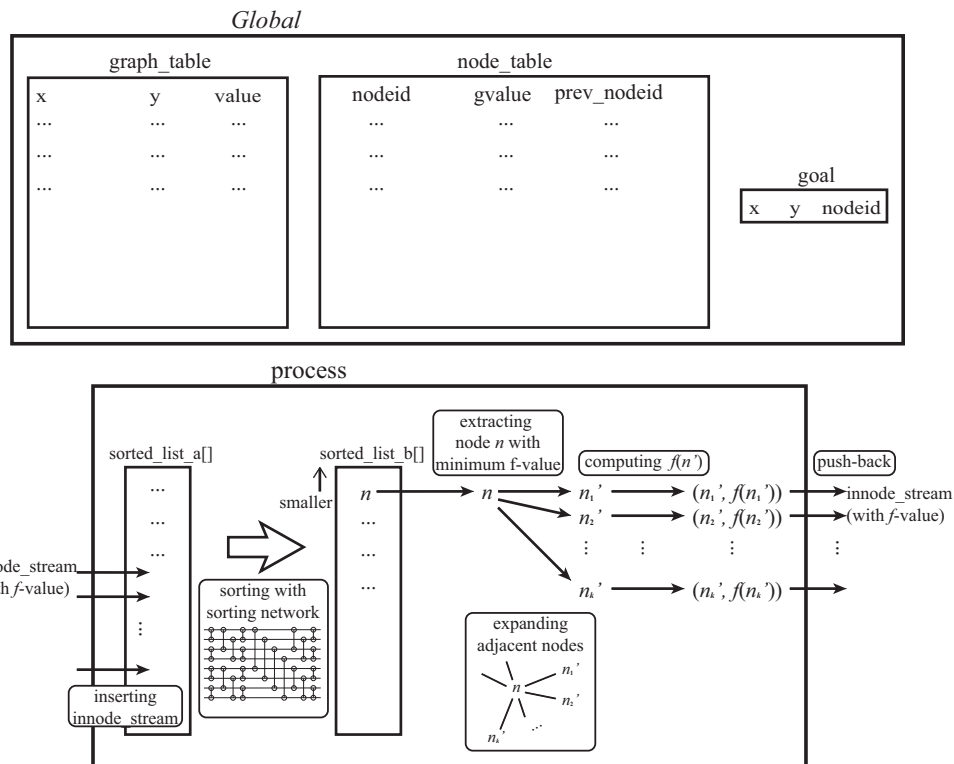 Global
graph_table
node_table
x y value
nodeid gvalue prev_nodeid
... ... ...
... ... ...
... ... ...
... ... ...
... ... ...
... ... ...
goal
x y nodeid
process
sorted_list_a[]
sorted_list_b[]
extracting
node n with
minimum f-value
computing f(n’)
push-back
smaller
...
...
...
⋮
n
...
...
...
n
n₁’ (n₁’, f(n₁’))
n₂’ (n₂’, f(n₂’))
⋮ ⋮ ⋮ ⋮
nₖ’ (nₖ’, f(nₖ’))
innode_stream
(with f-value)
ode_stream
h f-value)
inserting
innode_stream
sorting with
sorting network
expanding
adjacent nodes
n₁’
n
n₂’
...
nₖ’